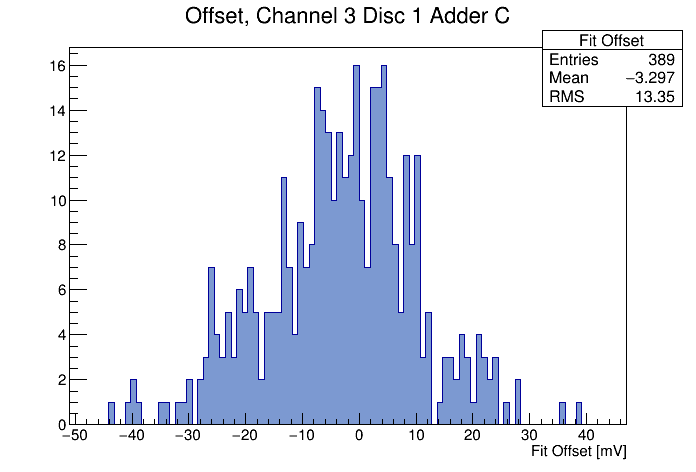 Offset, Channel 3 Disc 1 Adder C
Fit Offset
Entries 389
Mean −3.297
RMS 13.35
16
14
12
10
8
6
4
2
0
−50 −40 −30 −20 −10 0 10 20 30 40
Fit Offset [mV]